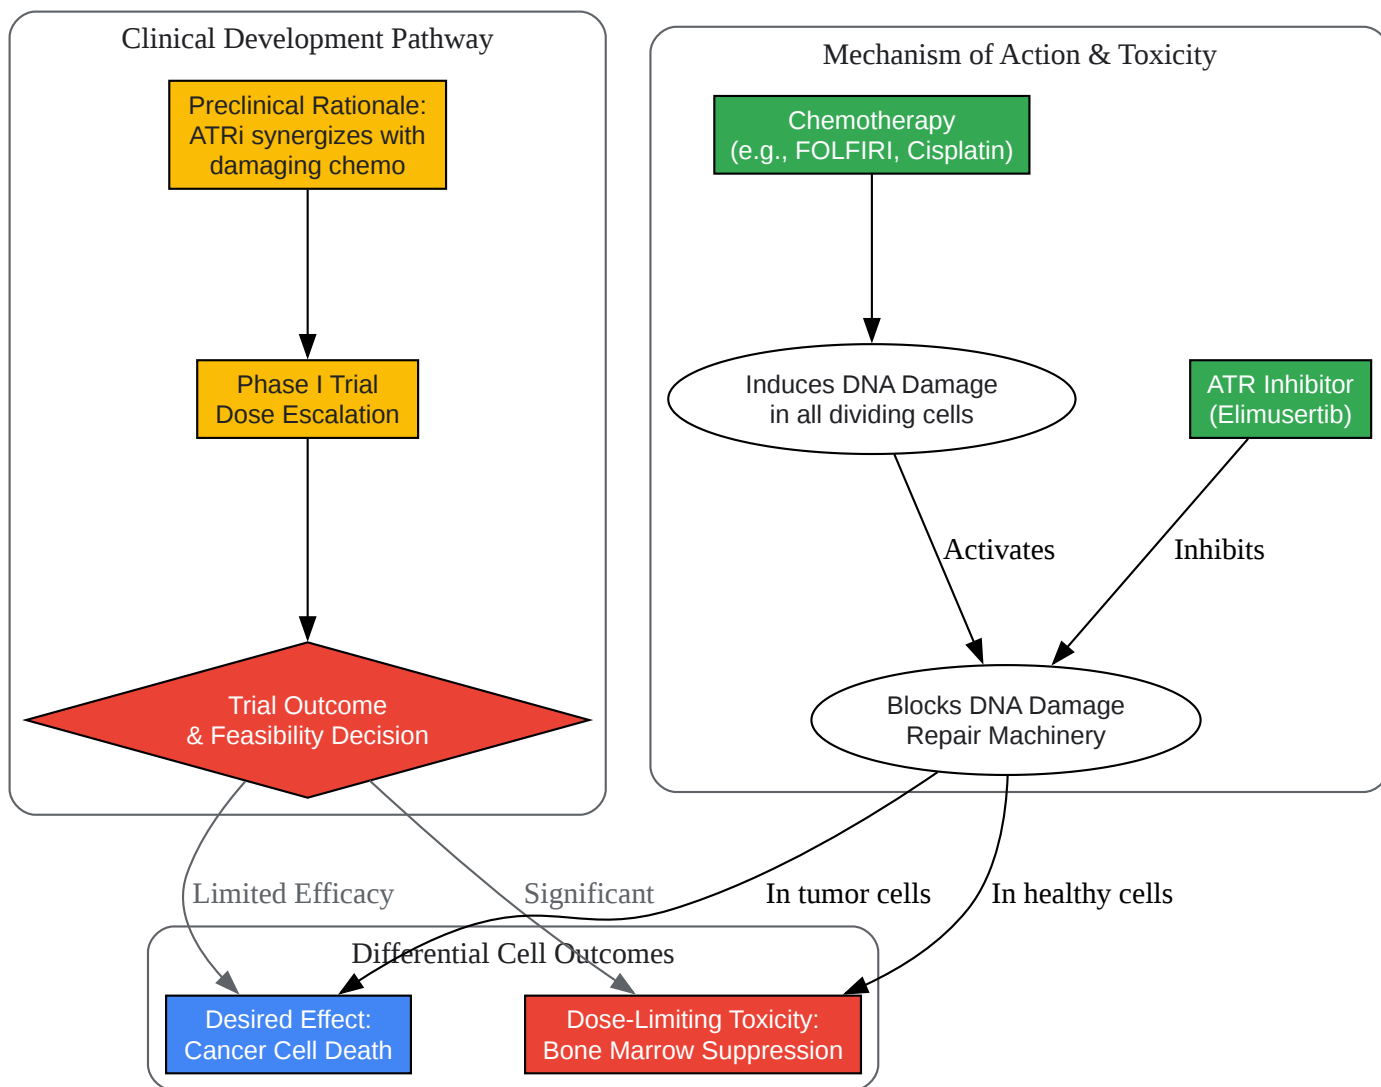 Clinical Development Pathway
Preclinical Rationale:
ATRi synergizes with
damaging chemo
Phase I Trial
Dose Escalation
Trial Outcome
& Feasibility Decision
Mechanism of Action & Toxicity
Chemotherapy
(e.g., FOLFIRI, Cisplatin)
Induces DNA Damage
in all dividing cells
ATR Inhibitor
(Elimusertib)
Activates
Inhibits
Blocks DNA Damage
Repair Machinery
Limited Efficacy
Significant
In tumor cells
In healthy cells
Differential Cell Outcomes
Desired Effect:
Cancer Cell Death
Dose-Limiting Toxicity:
Bone Marrow Suppression